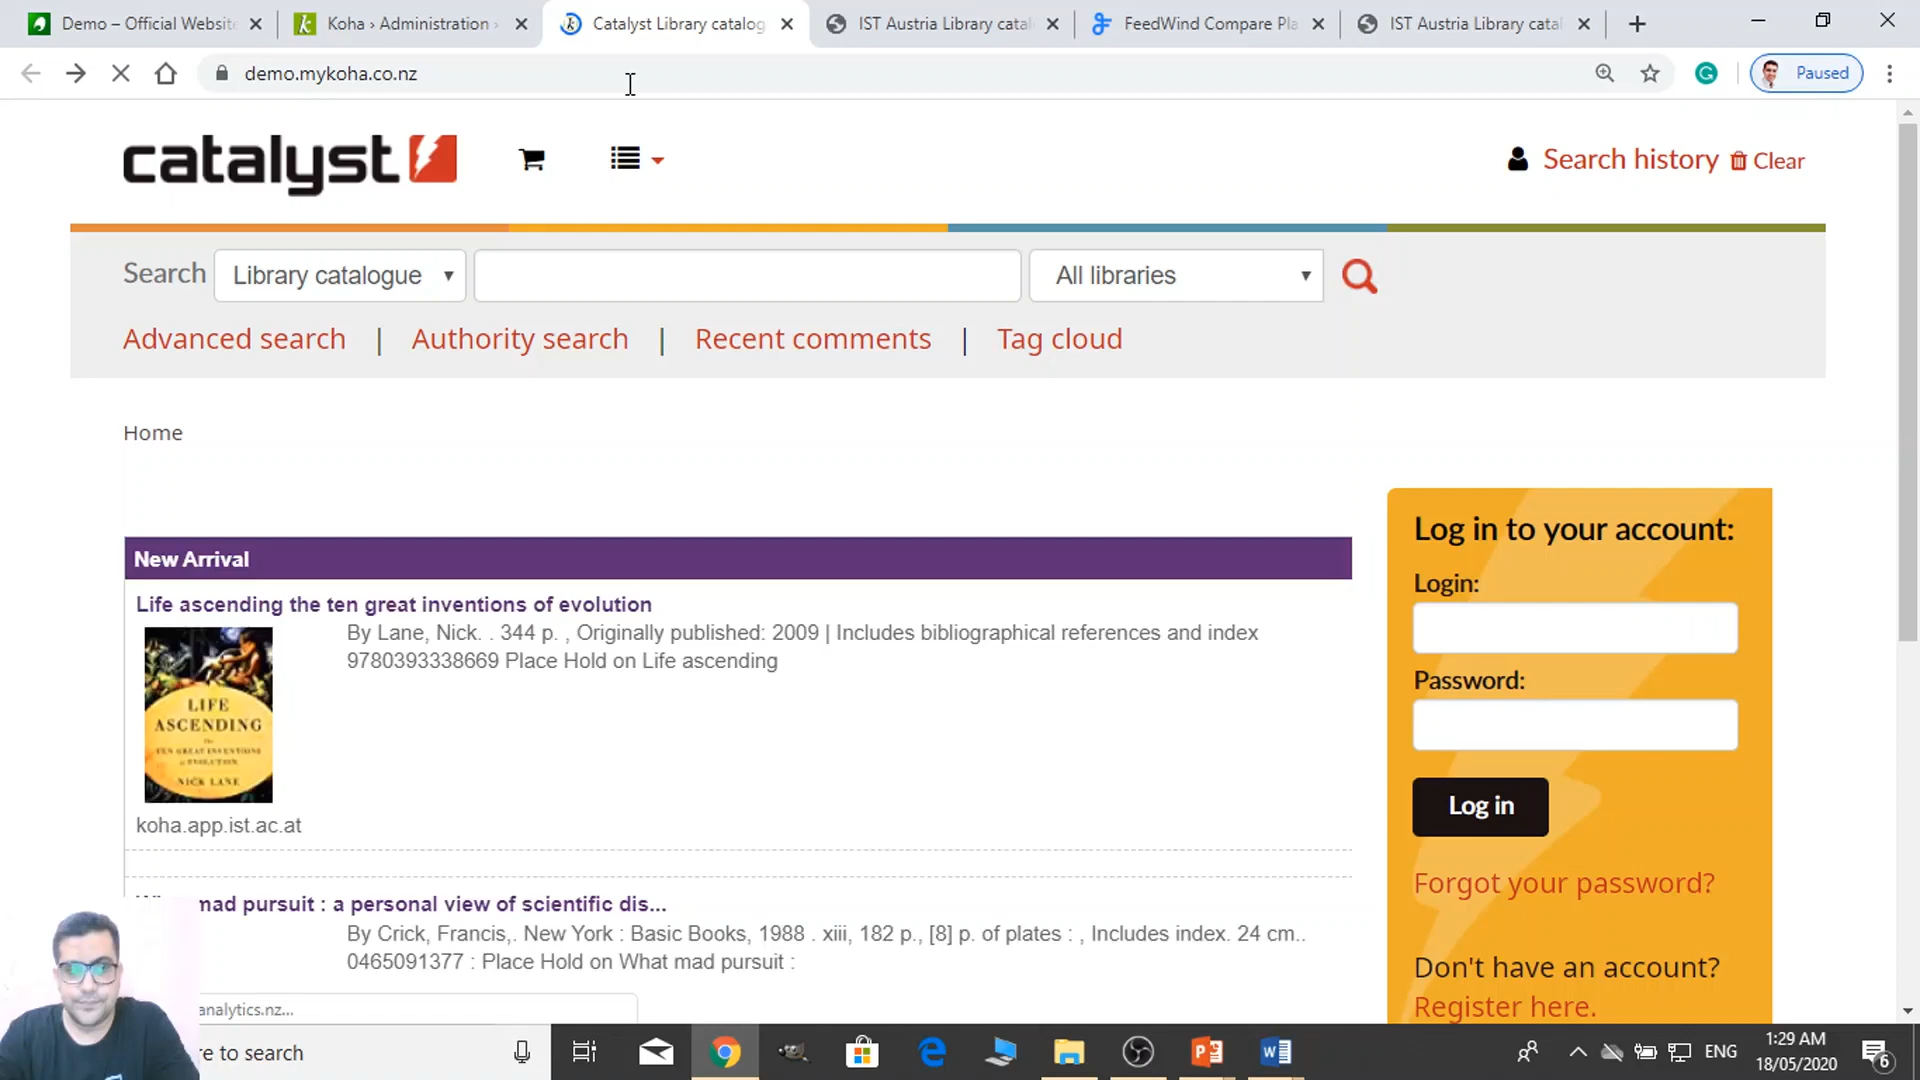 Demo – Official Website
Koha › Administration ›
Catalyst Library catalog
IST Austria Library cata
FeedWind Compare Pla
IST Austria Library cata
demo.mykoha.co.nz
Paused
catalyst
Search history Clear
Search Library catalogue All libraries
Advanced search | Authority search | Recent comments | Tag cloud
Home
New Arrival
Life ascending the ten great inventions of evolution
By Lane, Nick. . 344 p. , Originally published: 2009 | Includes bibliographical references and index
9780393338669 Place Hold on Life ascending
LIFE
ASCENDING
NICK LANE
koha.app.ist.ac.at
mad pursuit : a personal view of scientific dis...
By Crick, Francis,. New York : Basic Books, 1988 . xiii, 182 p., [8] p. of plates : , Includes index. 24 cm..
0465091377 : Place Hold on What mad pursuit :
Log in to your account:
Login:
Password:
Log in
Forgot your password?
Don't have an account?
Register here.
analytics.nz...
re to search
ENG
1:29 AM
18/05/2020
6